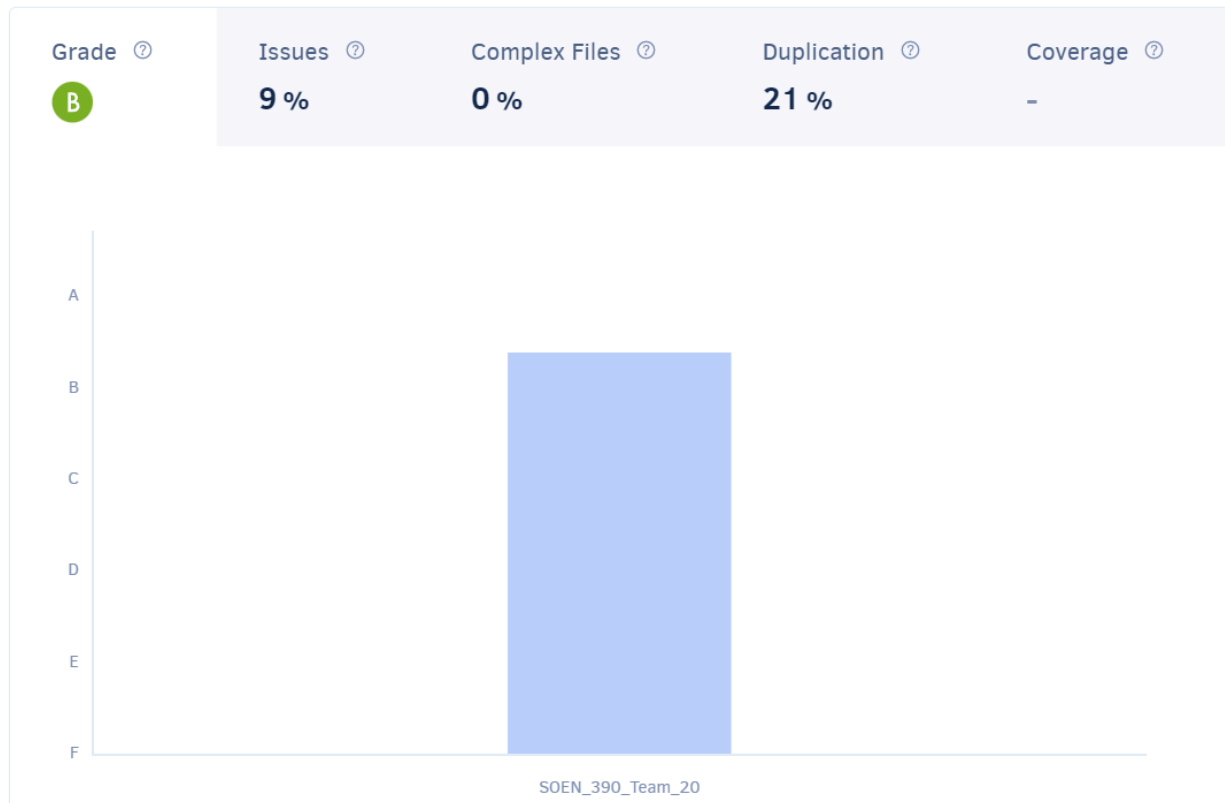 Grade Issues Complex Files Duplication Coverage
B 9 % 0 % 21 % -
A
B
C
D
E
F
SOEN_390_Team_20